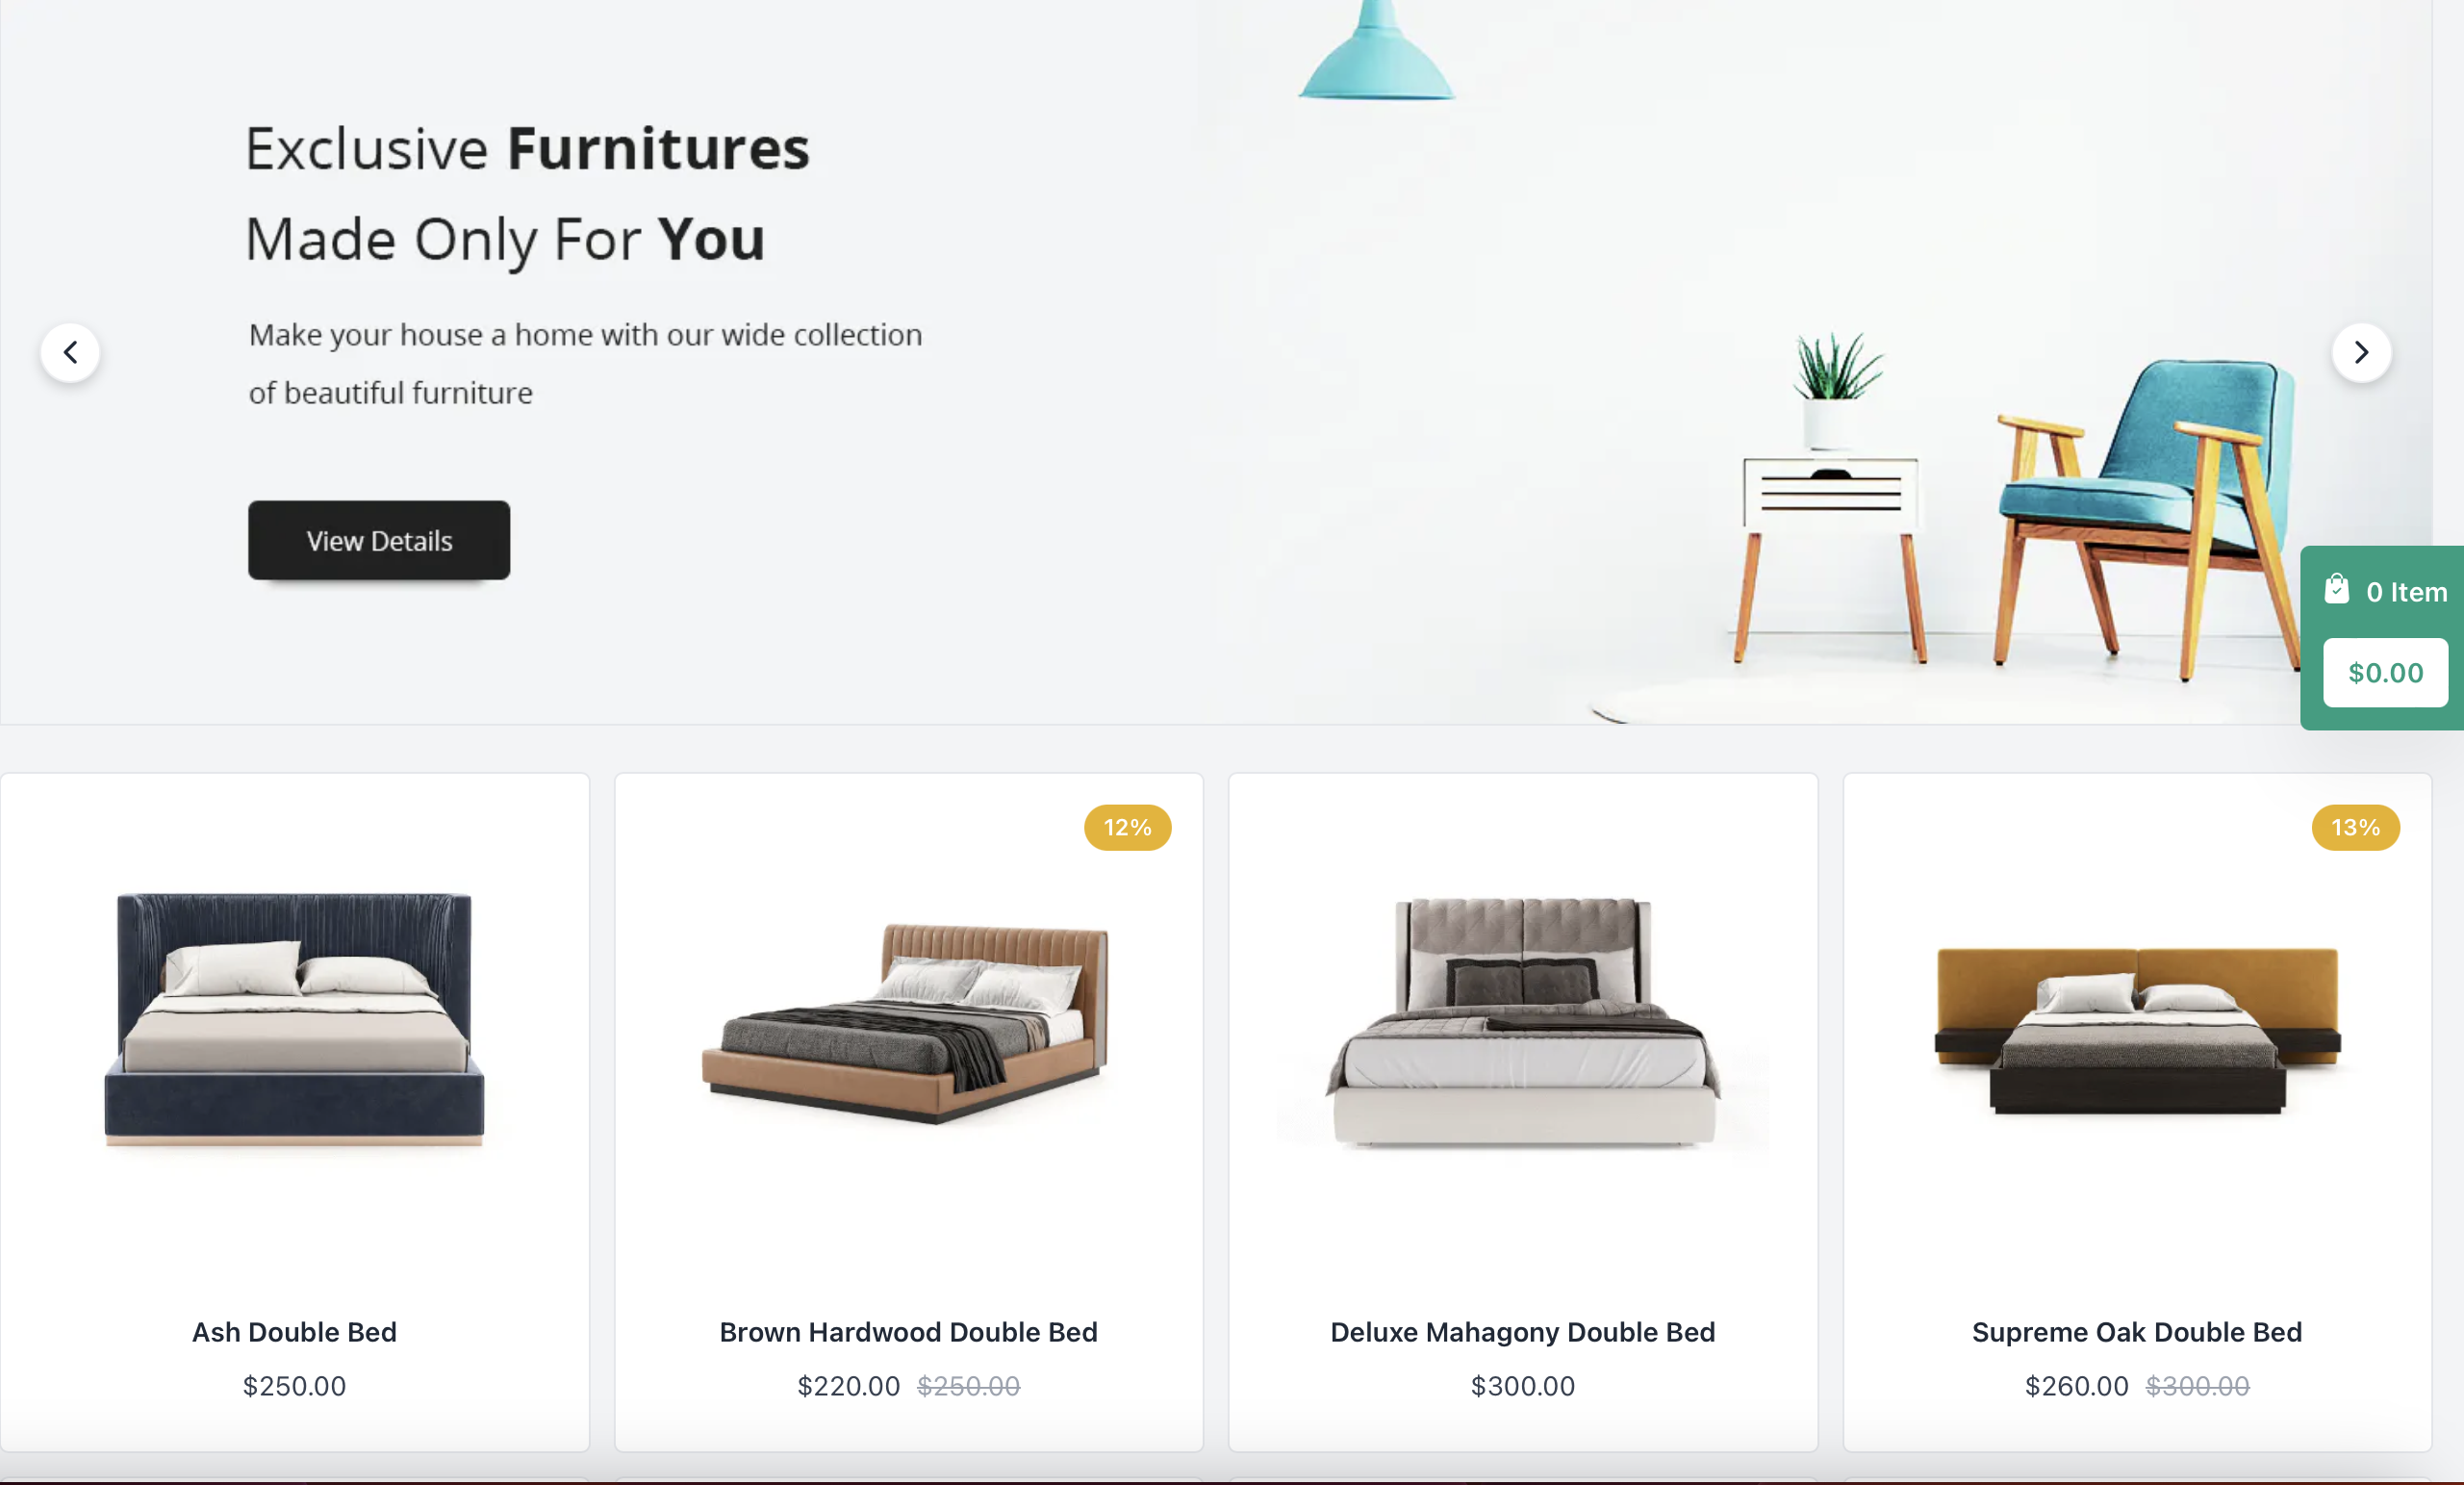 Exclusive Furnitures
Made Only For You
Make your house a home with our wide collection
of beautiful furniture
View Details
0 Item
$0.00
12%
13%
Ash Double Bed
$250.00
Brown Hardwood Double Bed
$220.00 $250.00
Deluxe Mahagony Double Bed
$300.00
Supreme Oak Double Bed
$260.00 $300.00